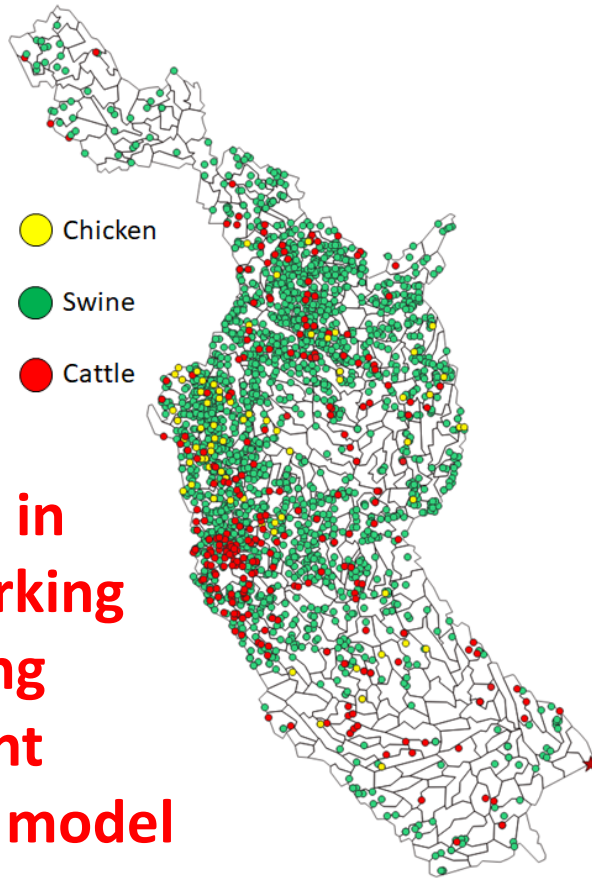 Chicken
Swine
Cattle
in
rking
ng
nt
model